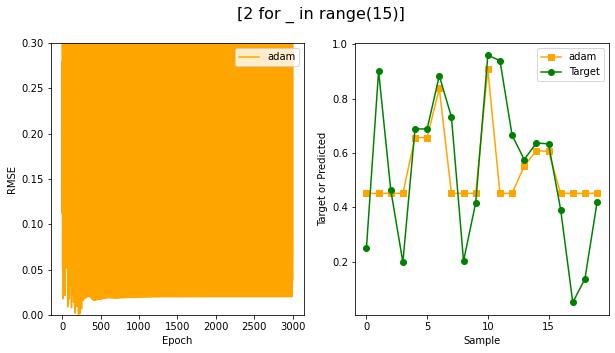 [2 for _ in range(15)]
0.30
0.25
0.20
0.15
0.10
0.05
0.00
RMSE
0 500 1000 1500 2000 2500 3000
Epoch
adam
1.0
0.8
0.6
0.4
0.2
Target or Predicted
0 5 10 15
Sample
adam
Target